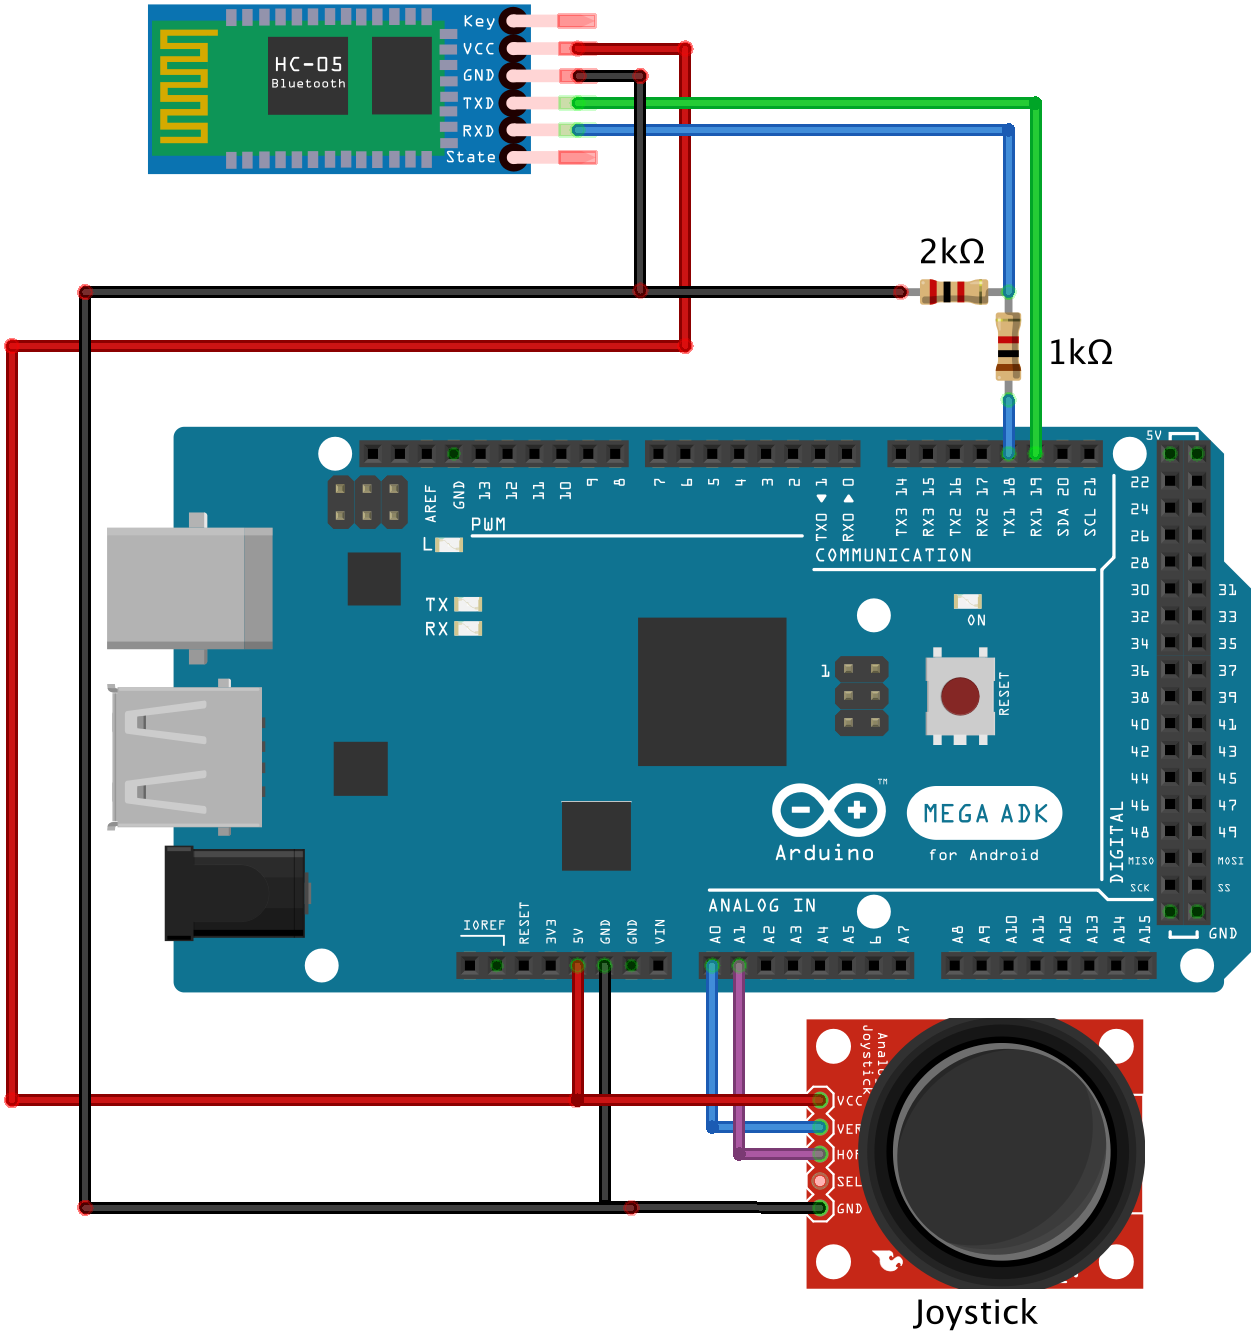 Key
VCC
HC-05
Bluetooth
GND
TXD
RXD
State
2kΩ
1kΩ
5V
AREF
GND
13
12
11
10
9
8
7
6
5
4
3
2
TX0 ◀ 1
RX0 ▶ 0
TX3 14
RX3 15
TX2 16
RX2 17
TX1 18
RX1 19
SDA 20
SCL 21
PWM
COMMUNICATION
L
TX
RX
ON
1
RESET
22
24
26
28
30 31
32 33
34 35
36 37
38 39
40 41
42 43
44 45
46 47
48 49
MISO MOSI
SCK SS
GND
DIGITAL
TM
MEGA ADK
Arduino
for Android
ANALOG IN
IOREF
RESET
3V3
5V
GND
GND
VIN
A0
A1
A2
A3
A4
A5
6
A7
A8
A9
A10
A11
A12
A13
A14
A15
Joystick
VCC
VER
HOR
SEL
GND
Joystick